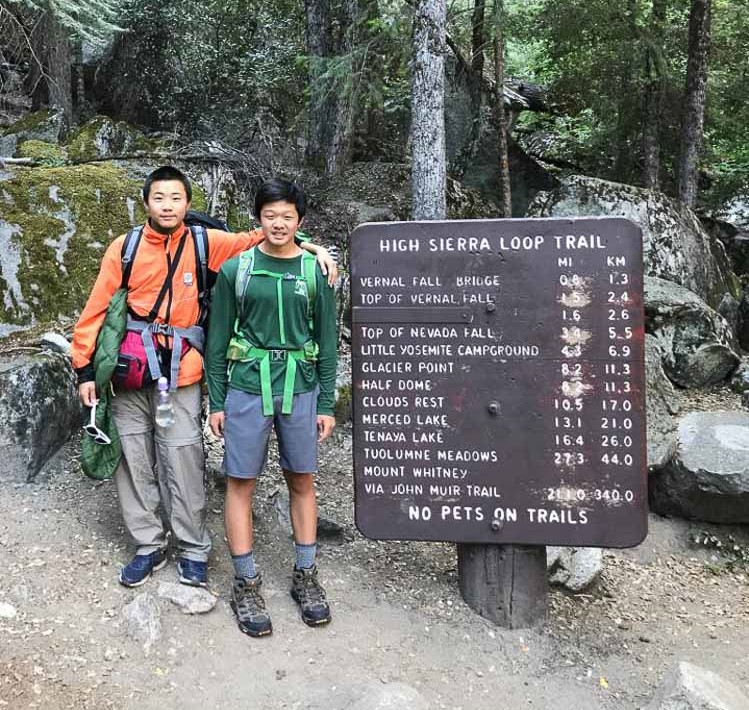 HIGH SIERRA LOOP TRAIL
MI KM
VERNAL FALL BRIDGE 0.8 1.3
TOP OF VERNAL FALL 1.5 2.4
1.6 2.6
TOP OF NEVADA FALL 3.4 5.5
LITTLE YOSEMITE CAMPGROUND 4.3 6.9
GLACIER POINT 8.2 11.3
HALF DOME 8.2 11.3
CLOUDS REST 10.5 17.0
MERCED LAKE 13.1 21.0
TENAYA LAKE 16.4 26.0
TUOLUMNE MEADOWS 27.3 44.0
MOUNT WHITNEY
VIA JOHN MUIR TRAIL 211.0 340.0
NO PETS ON TRAILS